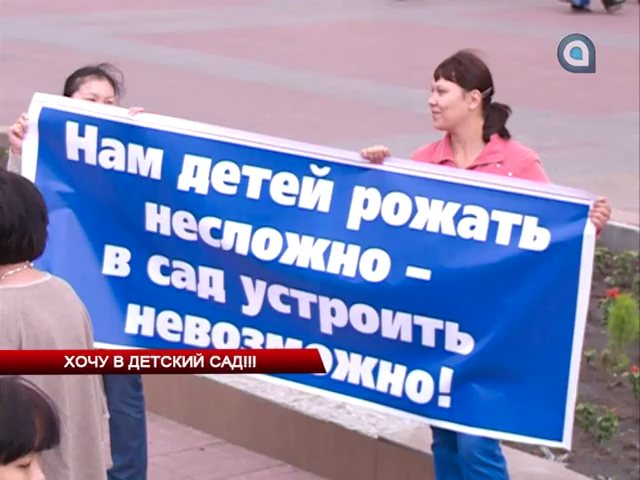 Нам детей рожать
несложно –
в сад устроить
невозможно!
ХОЧУ В ДЕТСКИЙ САД!!!